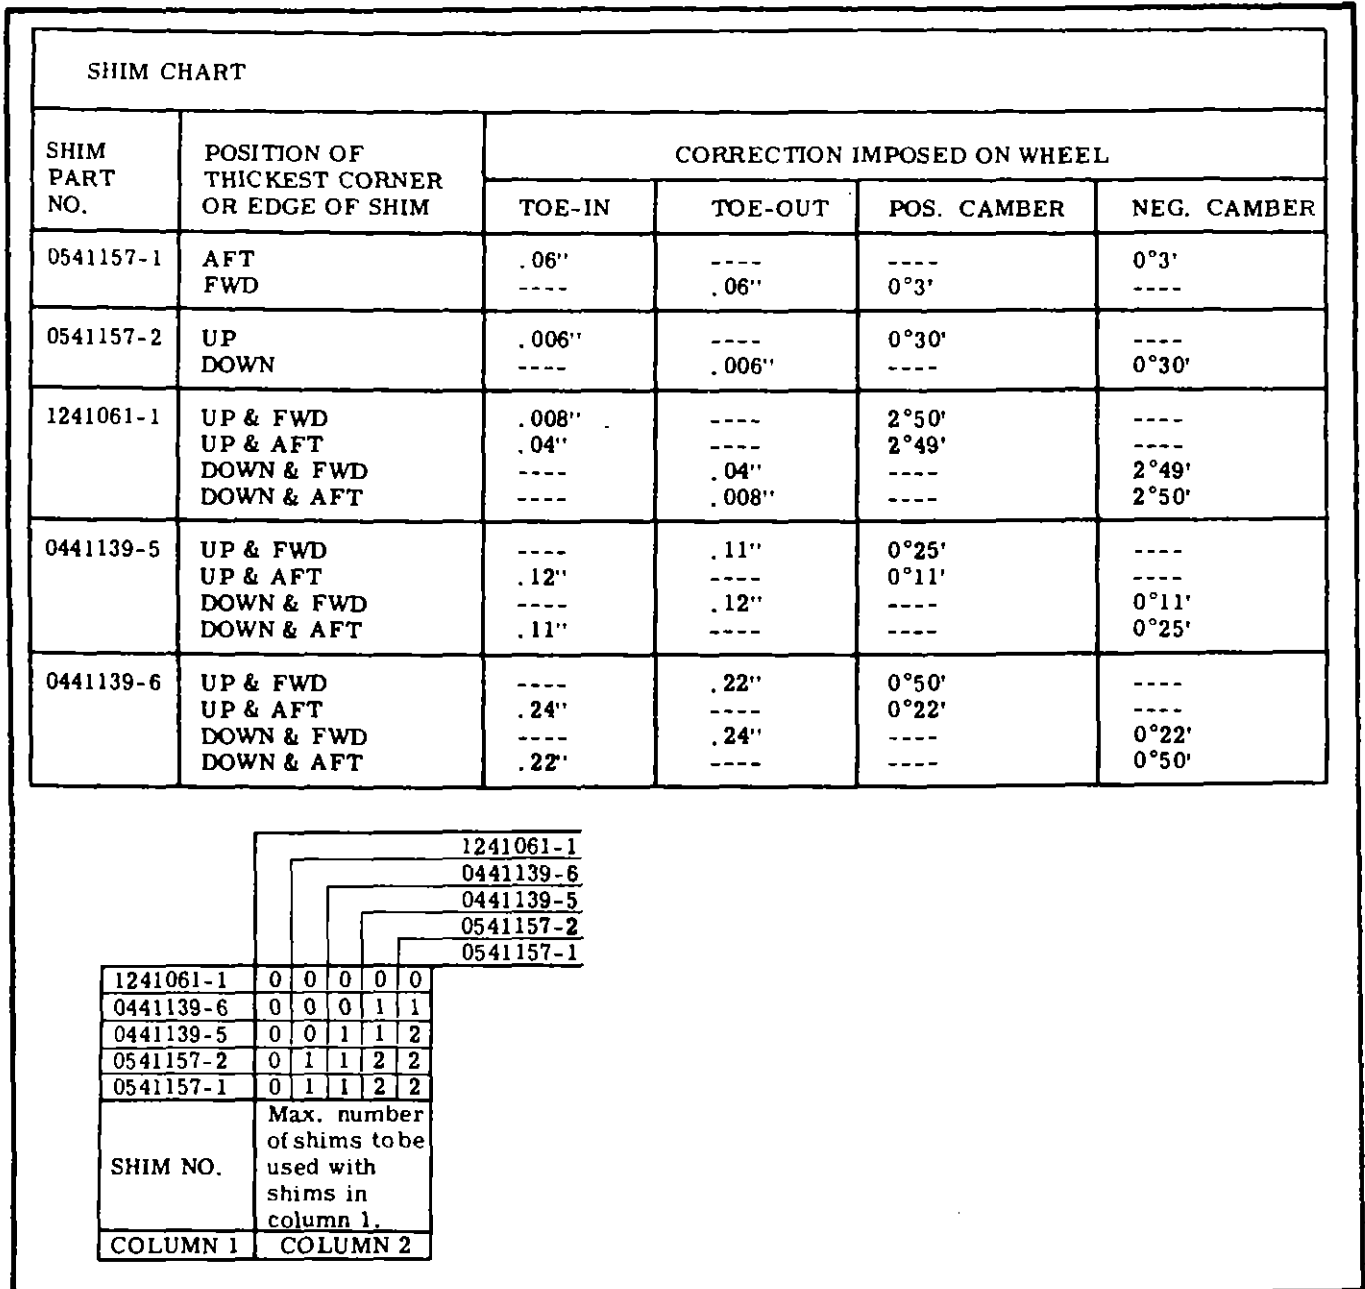 SHIM CHART
SHIM PART NO. POSITION OF THICKEST CORNER OR EDGE OF SHIM CORRECTION IMPOSED ON WHEEL
TOE-IN TOE-OUT POS. CAMBER NEG. CAMBER
0541157-1 AFT .06" ---- ---- 0°3'
FWD ---- .06" 0°3' ----
0541157-2 UP .006" ---- 0°30' ----
DOWN ---- .006" ---- 0°30'
1241061-1 UP & FWD .008" ---- 2°50' ----
UP & AFT .04" ---- 2°49' ----
DOWN & FWD ---- .04" ---- 2°49'
DOWN & AFT ---- .008" ---- 2°50'
0441139-5 UP & FWD ---- .11" 0°25' ----
UP & AFT .12" ---- 0°11' ----
DOWN & FWD ---- .12" ---- 0°11'
DOWN & AFT .11" ---- ---- 0°25'
0441139-6 UP & FWD ---- .22" 0°50' ----
UP & AFT .24" ---- 0°22' ----
DOWN & FWD ---- .24" ---- 0°22'
DOWN & AFT .22" ---- ---- 0°50'
1241061-1
0441139-6
0441139-5
0541157-2
0541157-1
1241061-1 0 0 0 0 0
0441139-6 0 0 0 1 1
0441139-5 0 0 1 1 2
0541157-2 0 1 1 2 2
0541157-1 0 1 1 2 2
SHIM NO.
Max. number
of shims to be
used with
shims in
column 1.
COLUMN 1 COLUMN 2